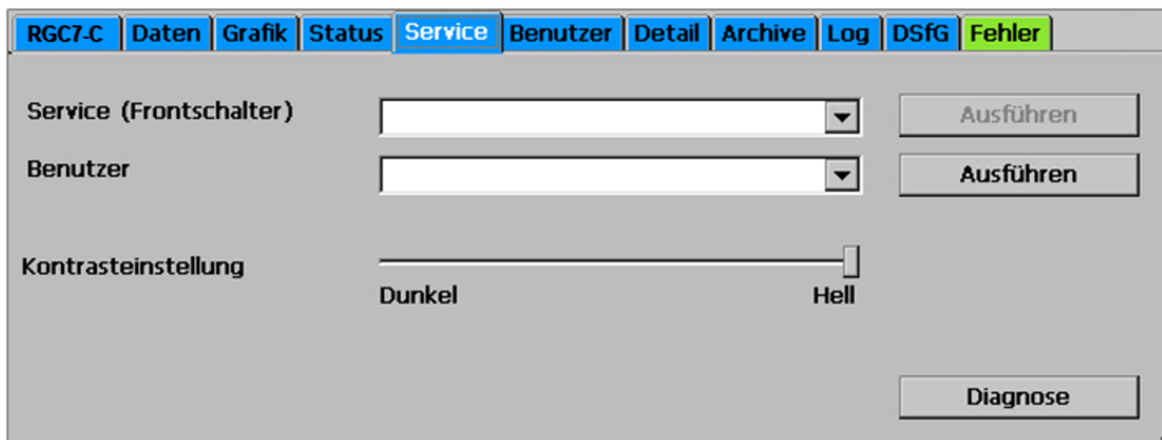 RGC7-C Daten Grafik Status Service Benutzer Detail Archive Log DSfG Fehler
Service (Frontschalter) Ausführen
Benutzer Ausführen
Kontrasteinstellung
Dunkel Hell
Diagnose